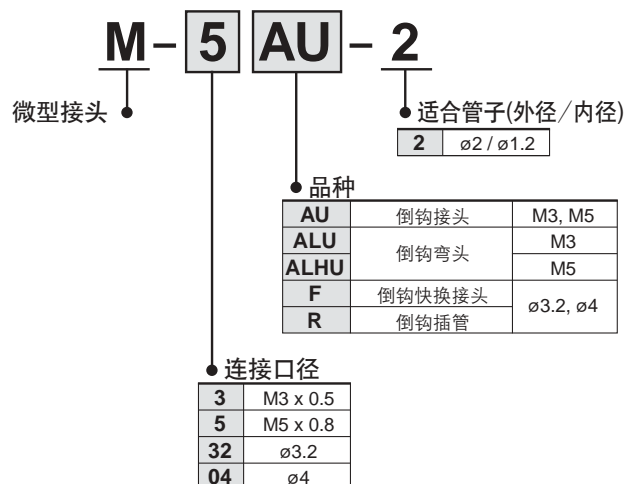 M-5 AU-2
微型接头
适合管子(外径/内径)
2 ø2 / ø1.2
品种
AU 倒钩接头 M3, M5
ALU 倒钩弯头 M3
ALHU M5
F 倒钩快换接头 ø3.2, ø4
R 倒钩插管
连接口径
3 M3 x 0.5
5 M5 x 0.8
32 ø3.2
04 ø4